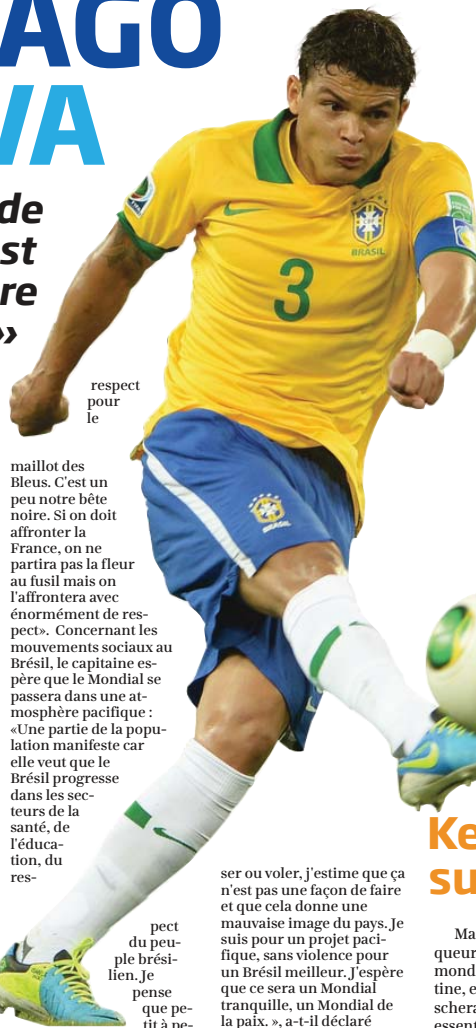 AGO
VA
de
st
re
»
respect
pour
le
maillot des
Bleus. C'est un
peu notre bête
noire. Si on doit
affronter la
France, on ne
partira pas la fleur
au fusil mais on
l'affrontera avec
énormément de res-
pect». Concernant les
mouvements sociaux au
Brésil, le capitaine es-
père que le Mondial se
passera dans une at-
mosphère pacifique :
«Une partie de la popu-
lation manifeste car
elle veut que le
Brésil progresse
dans les sec-
teurs de la
santé, de
l'éduca-
tion, du
res-
pect
du peu-
ple brési-
lien. Je
pense
que pe-
tit à pe-
ser ou voler, j'estime que ça
n'est pas une façon de faire
et que cela donne une
mauvaise image du pays. Je
suis pour un projet paci-
fique, sans violence pour
un Brésil meilleur. J'espère
que ce sera un Mondial
tranquille, un Mondial de
la paix. », a-t-il déclaré
Ke
su
Ma
queur
mond
tine, e
schera
esse
CBF
BRASIL
3
BRASIL